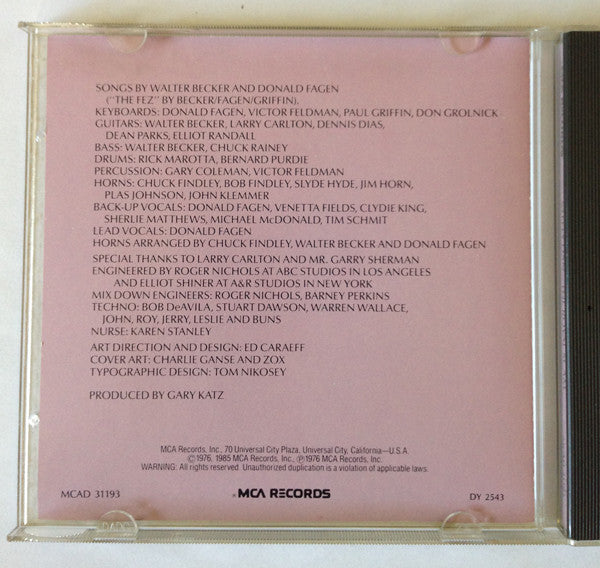 SONGS BY WALTER BECKER AND DONALD FAGEN
("THE FEZ" BY BECKER/FAGEN/GRIFFIN),
KEYBOARDS: DONALD FAGEN, VICTOR FELDMAN, PAUL GRIFFIN, DON GROLNICK
GUITARS: WALTER BECKER, LARRY CARLTON, DENNIS DIAS,
DEAN PARKS, ELLIOT RANDALL
BASS: WALTER BECKER, CHUCK RAINEY
DRUMS: RICK MAROTTA, BERNARD PURDIE
PERCUSSION: GARY COLEMAN, VICTOR FELDMAN
HORNS: CHUCK FINDLEY, BOB FINDLEY, SLYDE HYDE, JIM HORN,
PLAS JOHNSON, JOHN KLEMMER
BACK-UP VOCALS: DONALD FAGEN, VENETTA FIELDS, CLYDIE KING,
SHERLIE MATTHEWS, MICHAEL McDONALD, TIM SCHMIT
LEAD VOCALS: DONALD FAGEN
HORNS ARRANGED BY CHUCK FINDLEY, WALTER BECKER AND DONALD FAGEN
SPECIAL THANKS TO LARRY CARLTON AND MR. GARRY SHERMAN
ENGINEERED BY ROGER NICHOLS AT ABC STUDIOS IN LOS ANGELES
AND ELLIOT SHINER AT A&R STUDIOS IN NEW YORK
MIX DOWN ENGINEERS: ROGER NICHOLS, BARNEY PERKINS
TECHNO: BOB DeAVILA, STUART DAWSON, WARREN WALLACE,
JOHN, ROY, JERRY, LESLIE AND BUNS
NURSE: KAREN STANLEY
ART DIRECTION AND DESIGN: ED CARAEFF
COVER ART: CHARLIE GANSE AND ZOX
TYPOGRAPHIC DESIGN: TOM NIKOSEY
PRODUCED BY GARY KATZ
MCA Records, Inc., 70 Universal City Plaza, Universal City, California—U.S.A.
©1976, 1985 MCA Records, Inc., ℗1976 MCA Records, Inc.
WARNING: All rights reserved. Unauthorized duplication is a violation of applicable laws.
MCAD 31193
MCA RECORDS
DY 2543